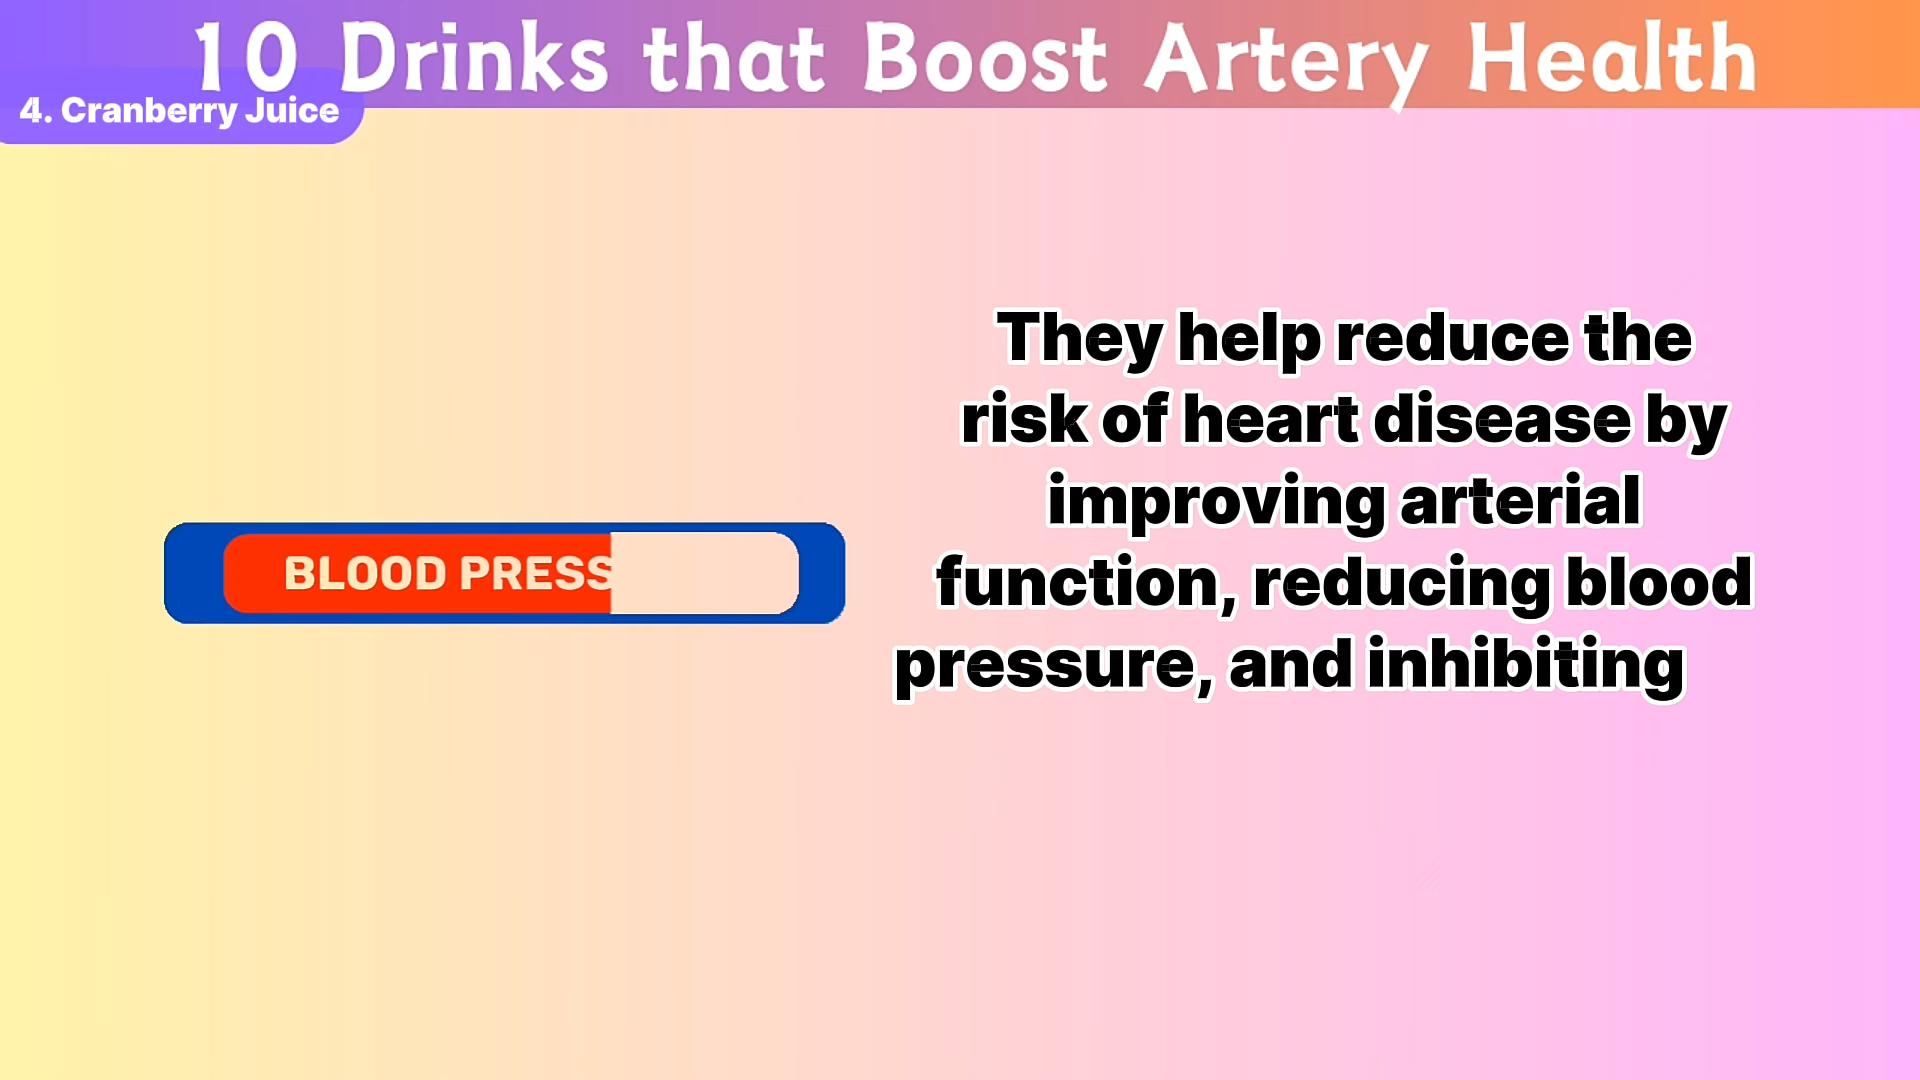 10 Drinks that Boost Artery Health
4. Cranberry Juice
They help reduce the
risk of heart disease by
improving arterial
function, reducing blood
pressure, and inhibiting
BLOOD PRESS